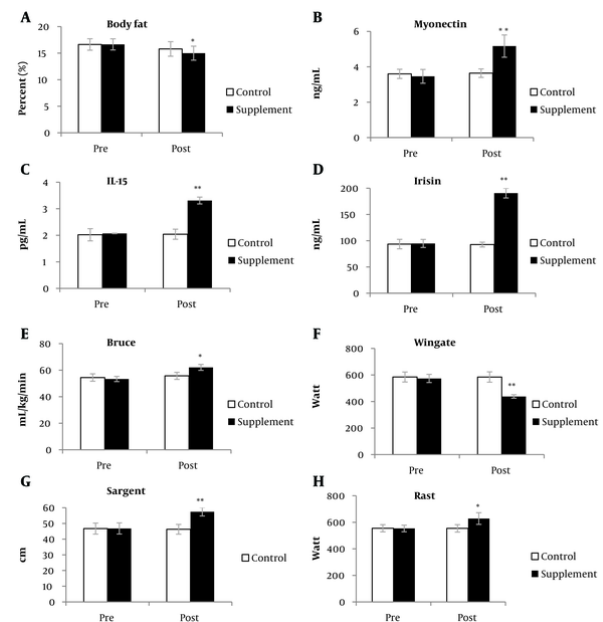 A
Body fat
Percent (%)
20
15
10
5
0
*
Pre
Post
Control
Supplement
B
Myonectin
ng/mL
6
4
2
0
**
Pre
Post
Control
Supplement
C
IL-15
pg/mL
4
3
2
1
0
**
Pre
Post
Control
Supplement
D
Irisin
ng/mL
200
150
100
50
0
**
Pre
Post
Control
Supplement
E
Bruce
mL/kg/min
80
60
40
20
0
*
Pre
Post
Control
Supplement
F
Wingate
Watt
800
600
400
200
0
**
Pre
Post
Control
Supplement
G
Sargent
cm
60
50
40
30
20
10
0
**
Pre
Post
Control
H
Rast
Watt
800
600
400
200
0
*
Pre
Post
Control
Supplement